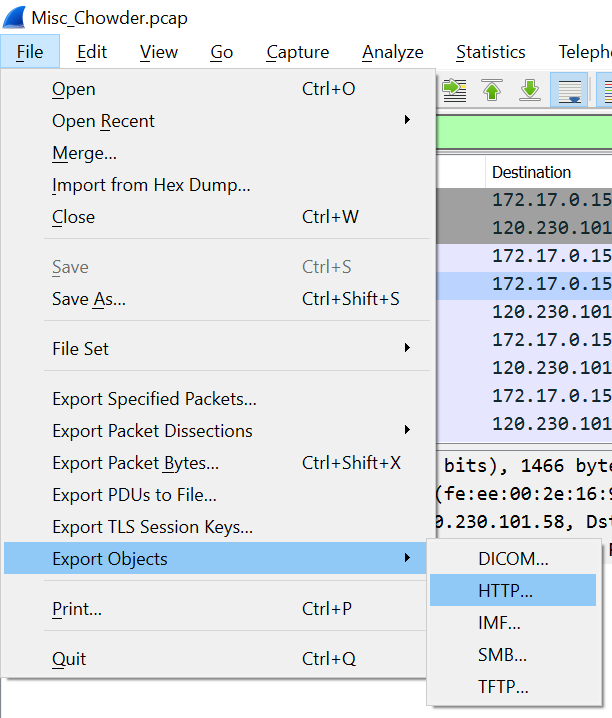 Misc_Chowder.pcap
File Edit View Go Capture Analyze Statistics Teleph
Open Ctrl+O
Open Recent
Merge...
Import from Hex Dump...
Close Ctrl+W
Save Ctrl+S
Save As... Ctrl+Shift+S
File Set
Export Specified Packets...
Export Packet Dissections
Export Packet Bytes... Ctrl+Shift+X
Export PDUs to File...
Export TLS Session Keys...
Export Objects
Print... Ctrl+P
Quit Ctrl+Q
DICOM...
HTTP...
IMF...
SMB...
TFTP...
Destination
172.17.0.15
120.230.101
172.17.0.15
172.17.0.15
120.230.101
172.17.0.15
120.230.101
172.17.0.15
120.230.101
bits), 1466 byte
(fe:ee:00:2e:16:9
0.230.101.58, Dst